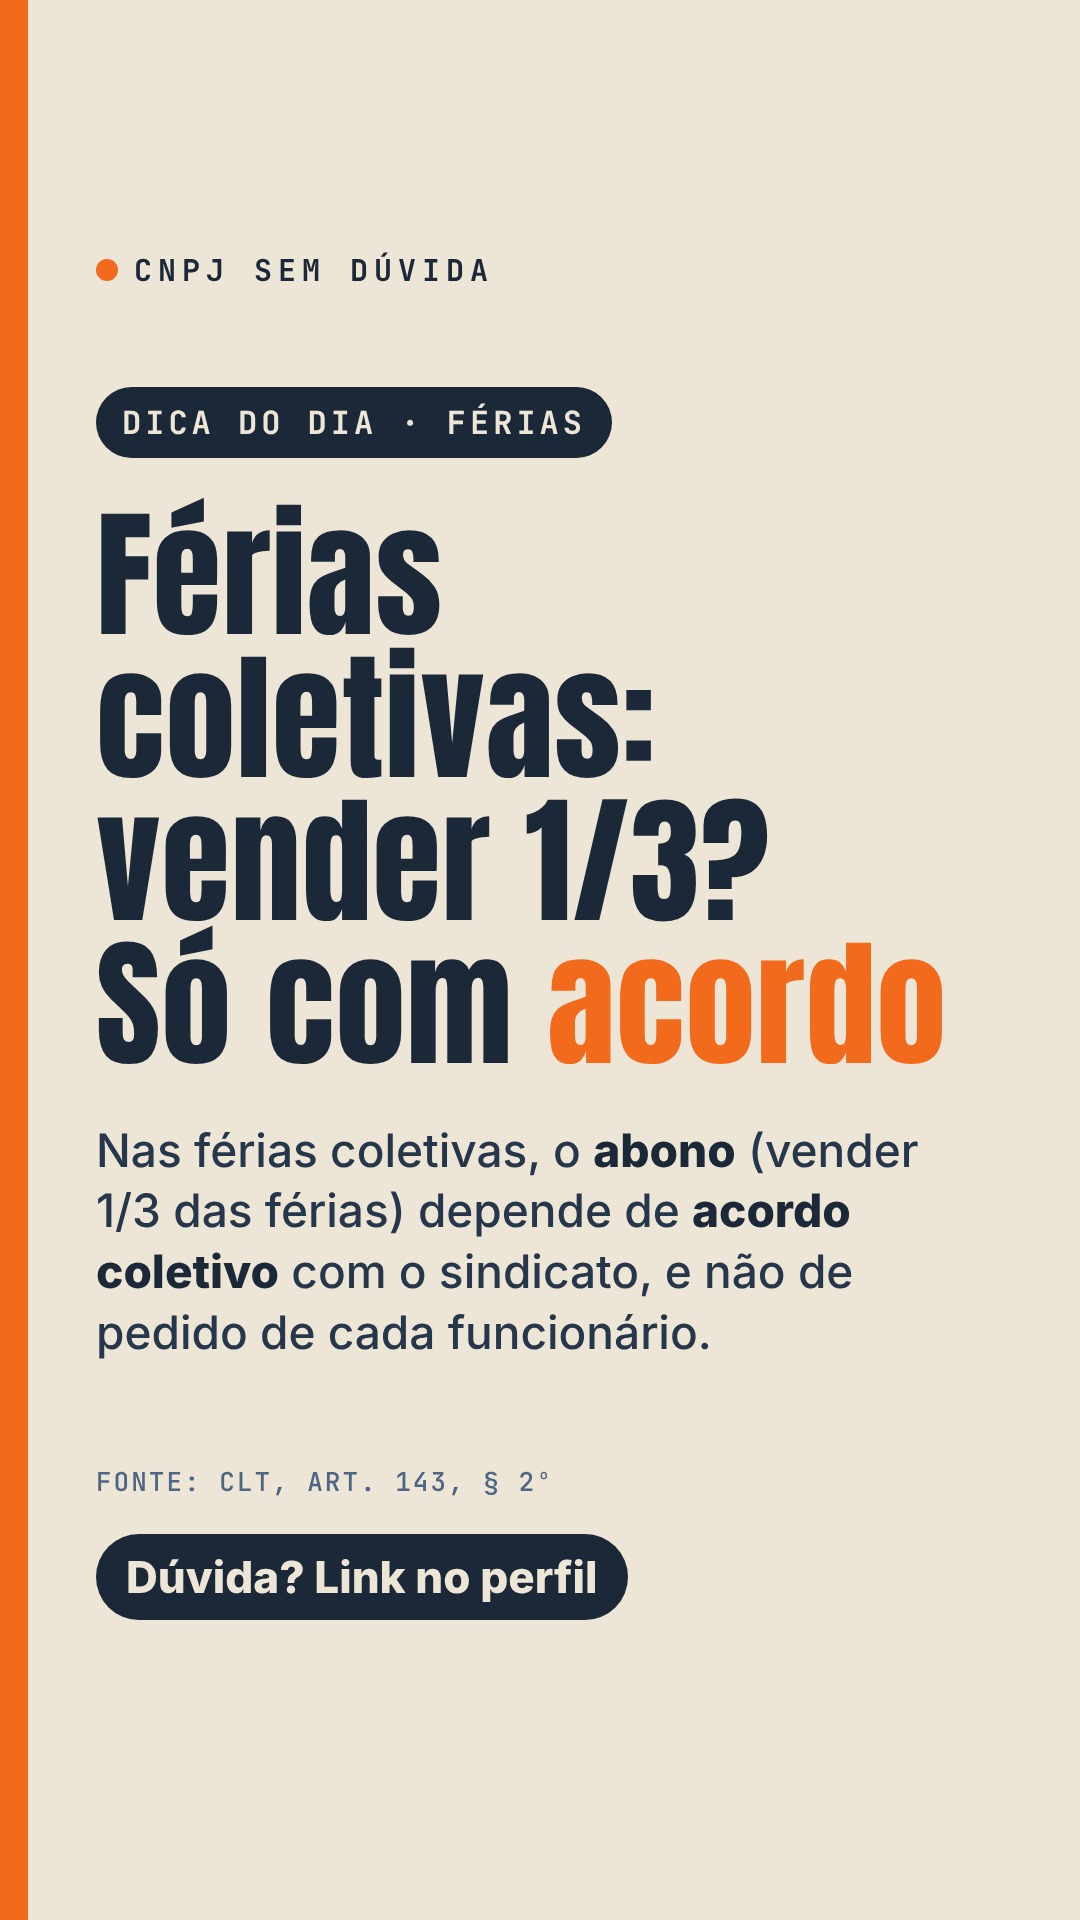 CNPJ SEM DÚVIDA
DICA DO DIA · FÉRIAS
Férias
coletivas:
vender 1/3?
Só com acordo
Nas férias coletivas, o abono (vender
1/3 das férias) depende de acordo
coletivo com o sindicato, e não de
pedido de cada funcionário.
FONTE: CLT, ART. 143, § 2º
Dúvida? Link no perfil